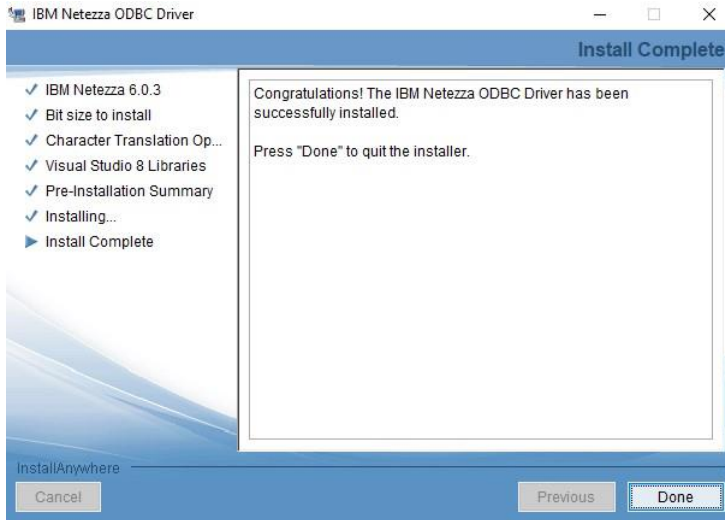 IBM Netezza ODBC Driver
Install Complete
IBM Netezza 6.0.3
Bit size to install
Character Translation Op...
Visual Studio 8 Libraries
Pre-Installation Summary
Installing...
Install Complete
Congratulations! The IBM Netezza ODBC Driver has been
successfully installed.
Press "Done" to quit the installer.
InstallAnywhere
Cancel
Previous
Done